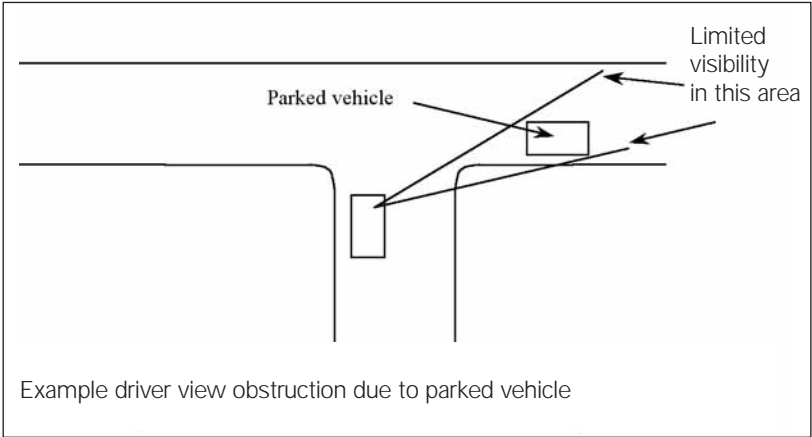 Limited
visibility
in this area
Parked vehicle
Example driver view obstruction due to parked vehicle